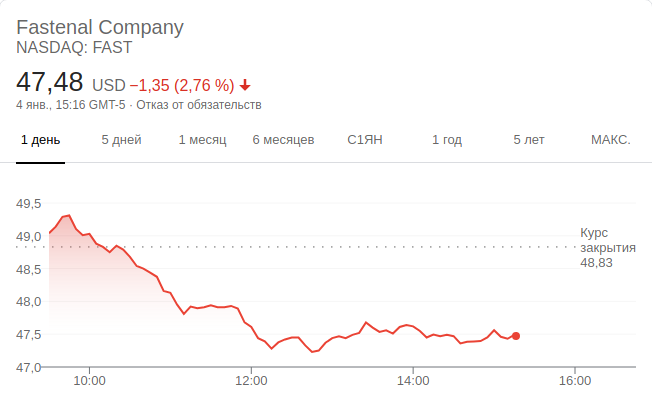 Fastenal Company
NASDAQ: FAST
47,48 USD −1,35 (2,76 %)
4 янв., 15:16 GMT-5 · Отказ от обязательств
1 день 5 дней 1 месяц 6 месяцев С1ЯН 1 год 5 лет МАКС.
49,5
49,0
48,5
48,0
47,5
47,0
Курс
закрытия
48,83
10:00 12:00 14:00 16:00